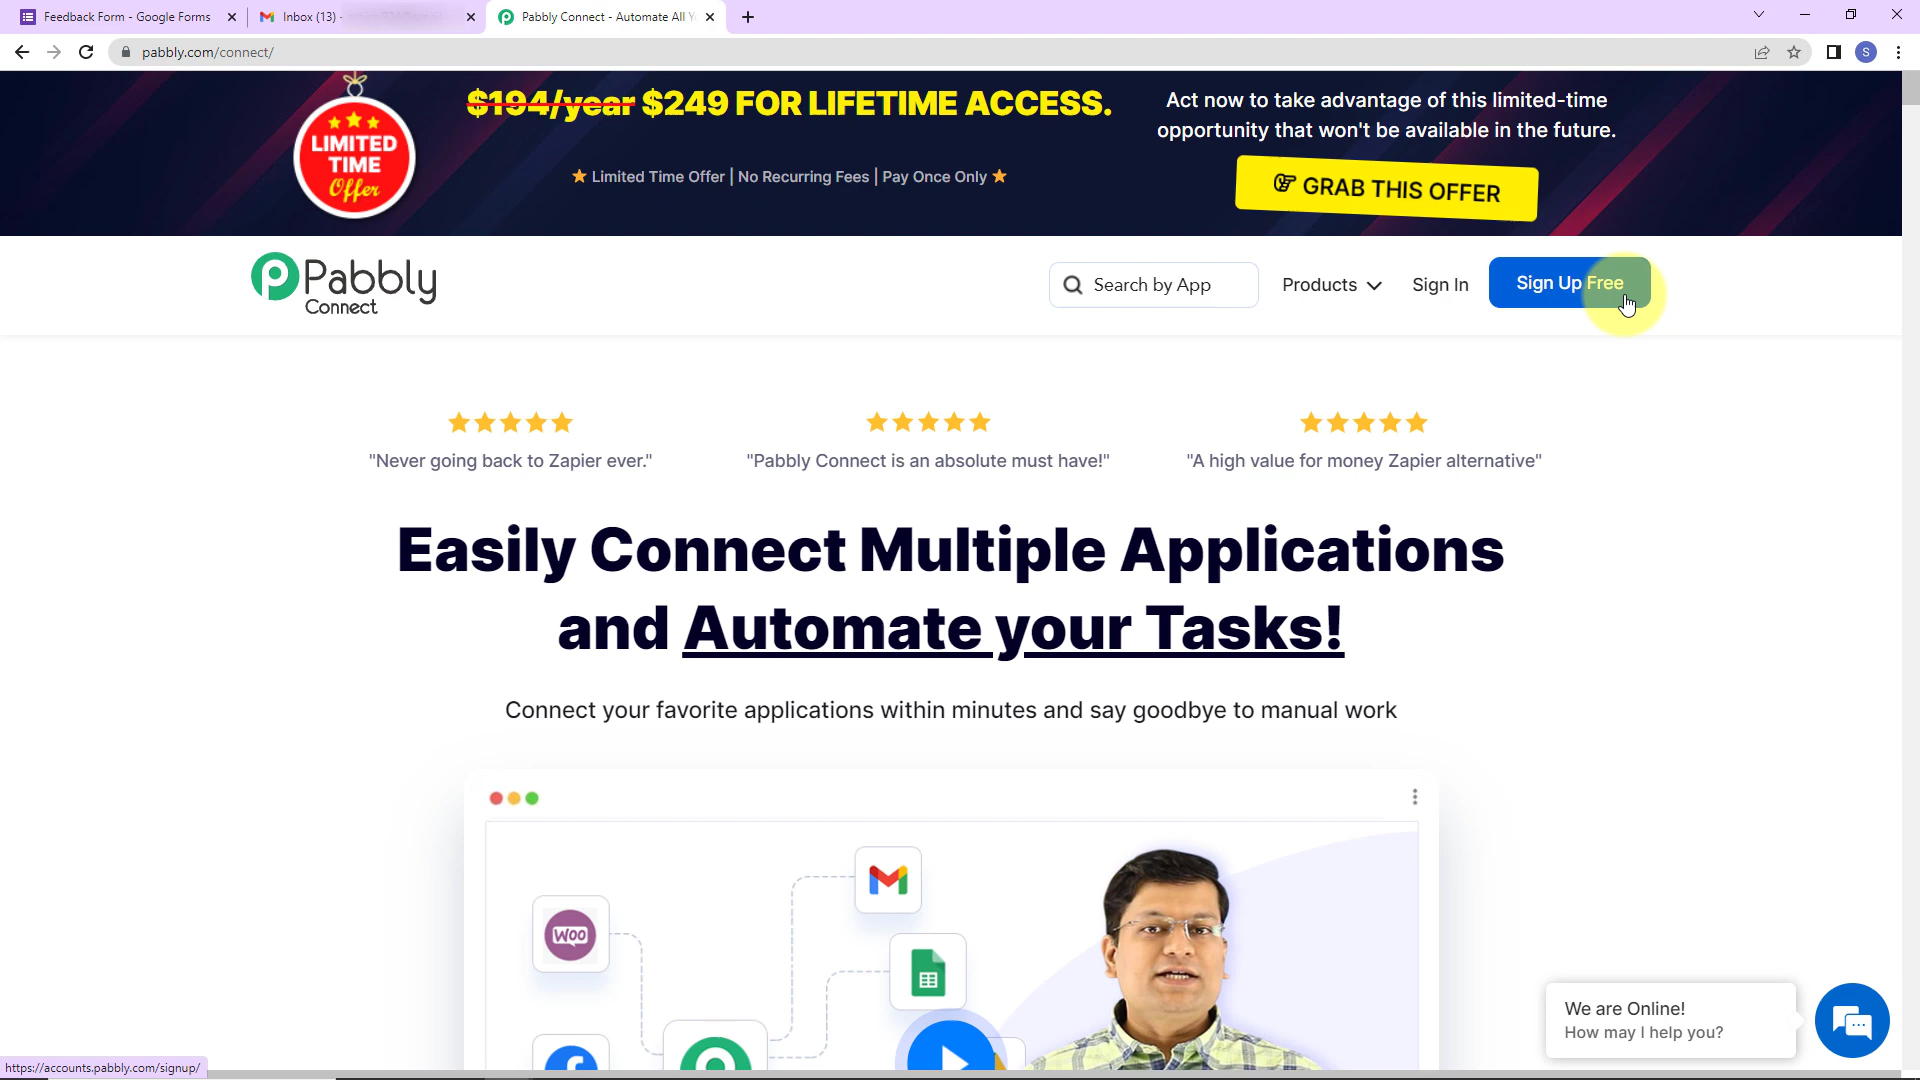 Feedback Form - Google Forms
Inbox (13) -
Pabbly Connect - Automate All Y
pabbly.com/connect/
S
LIMITED
TIME
Offer
$194/year $249 FOR LIFETIME ACCESS.
Limited Time Offer | No Recurring Fees | Pay Once Only
Act now to take advantage of this limited-time
opportunity that won't be available in the future.
GRAB THIS OFFER
Pabbly
Connect
Search by App
Products
Sign In
Sign Up Free
"Never going back to Zapier ever."
"Pabbly Connect is an absolute must have!"
"A high value for money Zapier alternative"
Easily Connect Multiple Applications
and Automate your Tasks!
Connect your favorite applications within minutes and say goodbye to manual work
Woo
We are Online!
How may I help you?
https://accounts.pabbly.com/signup/